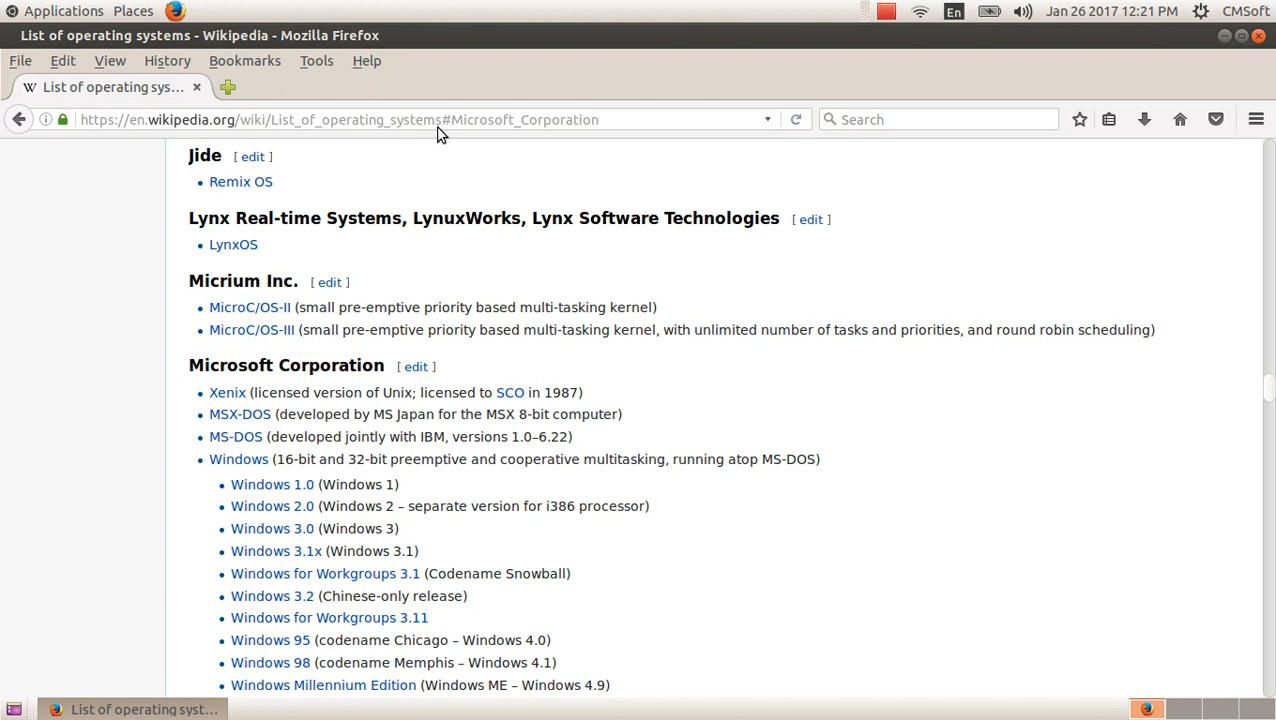 Applications Places En Jan 26 2017 12:21 PM CMSoft
List of operating systems - Wikipedia - Mozilla Firefox
File Edit View History Bookmarks Tools Help
W List of operating sys...
https://en.wikipedia.org/wiki/List_of_operating_systems#Microsoft_Corporation Search
Jide [ edit ]
• Remix OS
Lynx Real-time Systems, LynuxWorks, Lynx Software Technologies [ edit ]
• LynxOS
Micrium Inc. [ edit ]
• MicroC/OS-II (small pre-emptive priority based multi-tasking kernel)
• MicroC/OS-III (small pre-emptive priority based multi-tasking kernel, with unlimited number of tasks and priorities, and round robin scheduling)
Microsoft Corporation [ edit ]
• Xenix (licensed version of Unix; licensed to SCO in 1987)
• MSX-DOS (developed by MS Japan for the MSX 8-bit computer)
• MS-DOS (developed jointly with IBM, versions 1.0–6.22)
• Windows (16-bit and 32-bit preemptive and cooperative multitasking, running atop MS-DOS)
• Windows 1.0 (Windows 1)
• Windows 2.0 (Windows 2 – separate version for i386 processor)
• Windows 3.0 (Windows 3)
• Windows 3.1x (Windows 3.1)
• Windows for Workgroups 3.1 (Codename Snowball)
• Windows 3.2 (Chinese-only release)
• Windows for Workgroups 3.11
• Windows 95 (codename Chicago – Windows 4.0)
• Windows 98 (codename Memphis – Windows 4.1)
• Windows Millennium Edition (Windows ME – Windows 4.9)
List of operating syst...